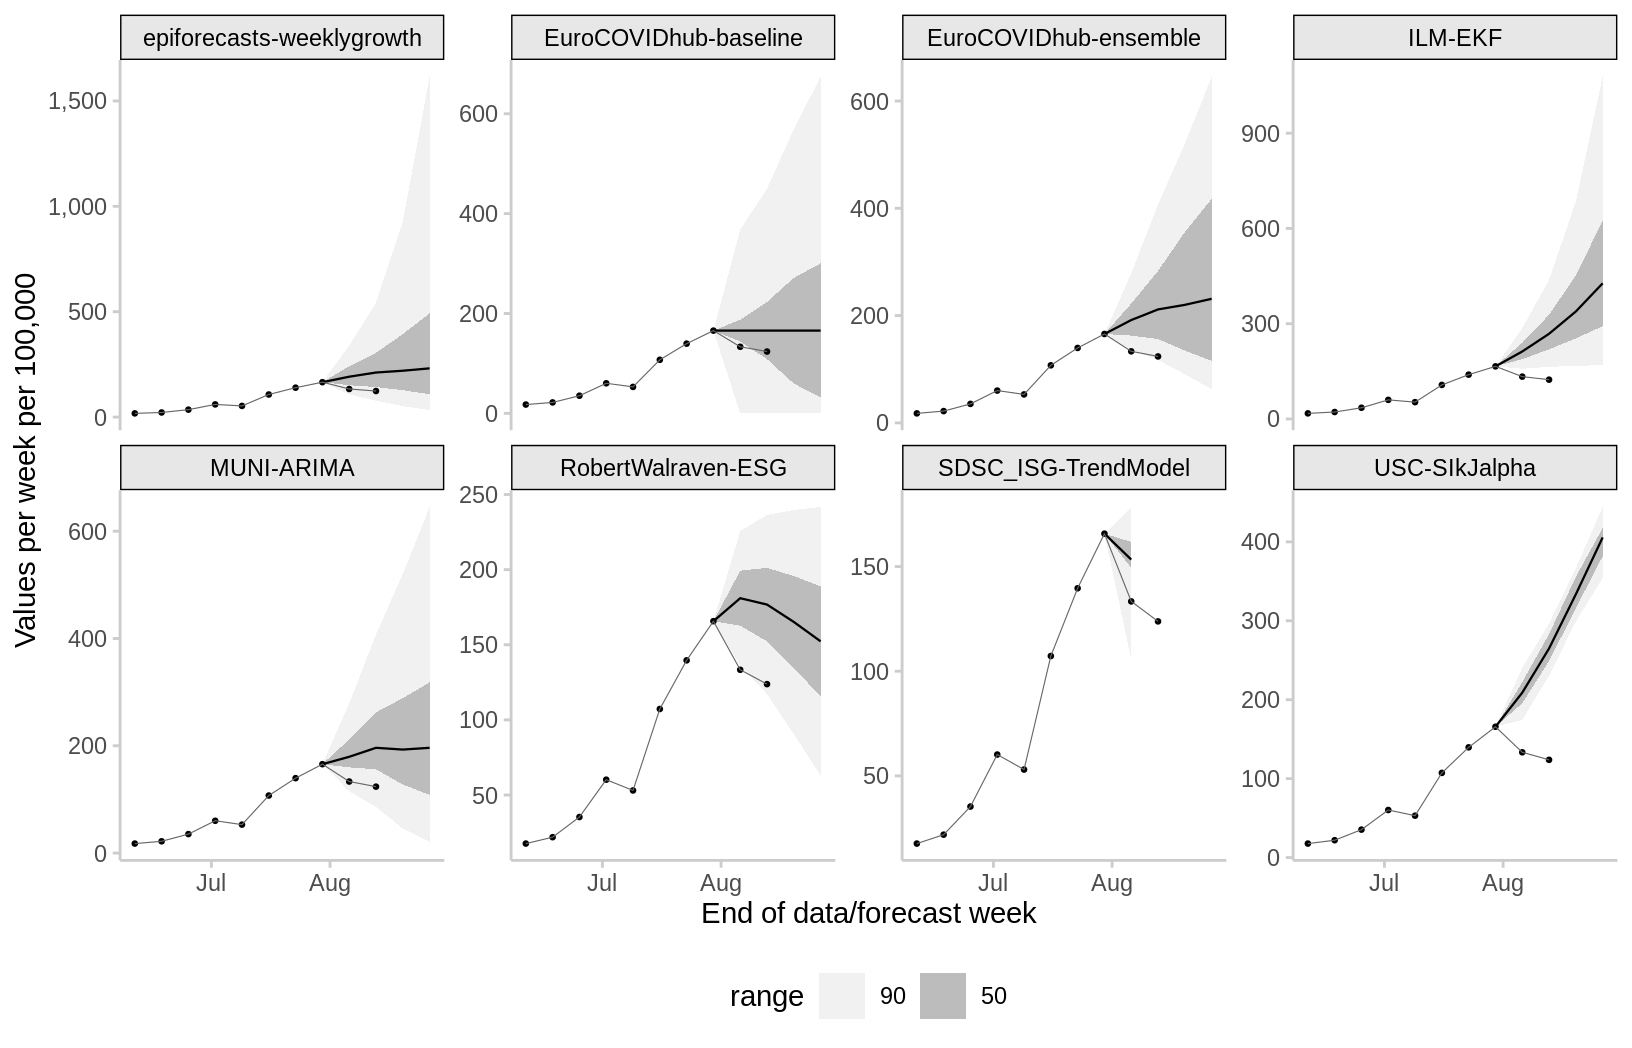 epiforecasts-weeklygrowth
EuroCOVIDhub-baseline
EuroCOVIDhub-ensemble
ILM-EKF
1,500
1,000
500
0
600
400
200
0
600
400
200
0
900
600
300
0
Values per week per 100,000
MUNI-ARIMA
RobertWalraven-ESG
SDSC_ISG-TrendModel
USC-SIkJalpha
600
400
200
0
250
200
150
100
50
150
100
50
400
300
200
100
0
Jul Aug
Jul Aug
Jul Aug
Jul Aug
End of data/forecast week
range 90 50